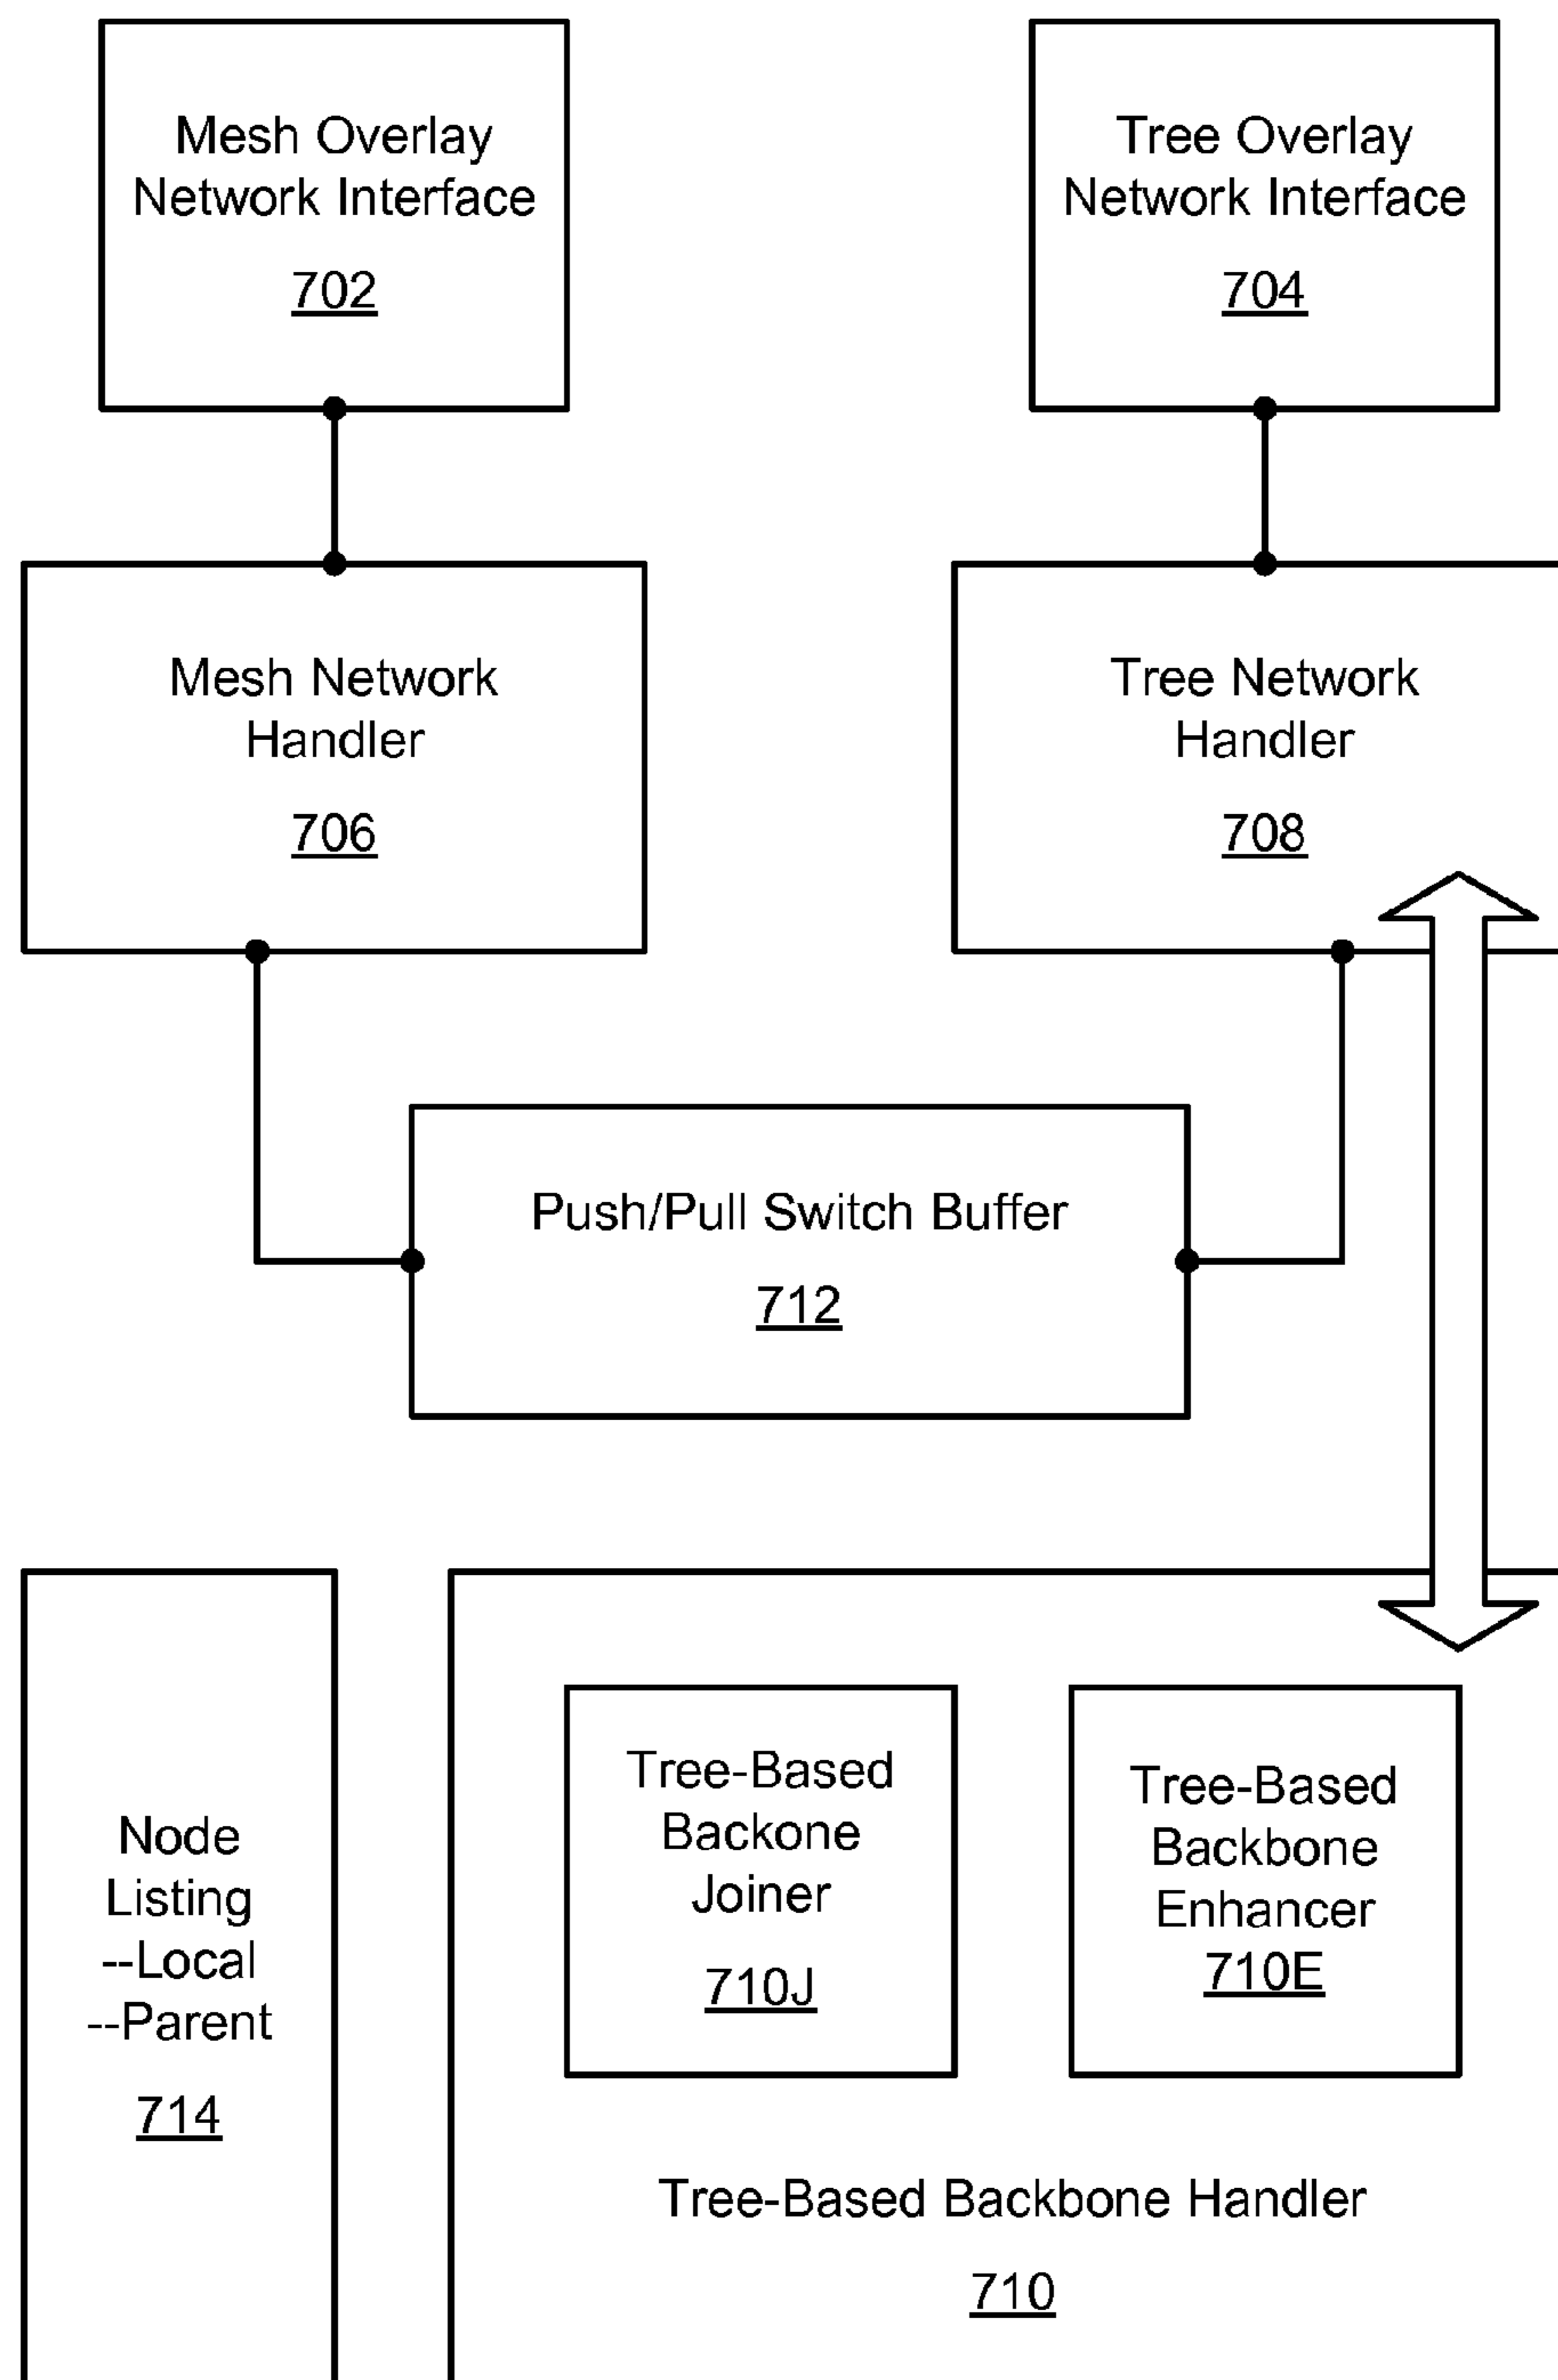 Mesh Overlay
Network Interface
702
Tree Overlay
Network Interface
704
Mesh Network
Handler
706
Tree Network
Handler
708
Push/Pull Switch Buffer
712
Node
Listing
--Local
--Parent
714
Tree-Based
Backone
Joiner
710J
Tree-Based
Backbone
Enhancer
710E
Tree-Based Backbone Handler
710